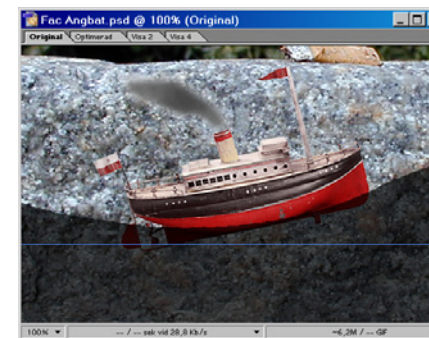 Fac Angbat.psd @ 100% (Original)
Original Optimerad Visa 2 Visa 4
100% -- / -- sek vid 28,8 Kb/s ~6,2M / -- GIF